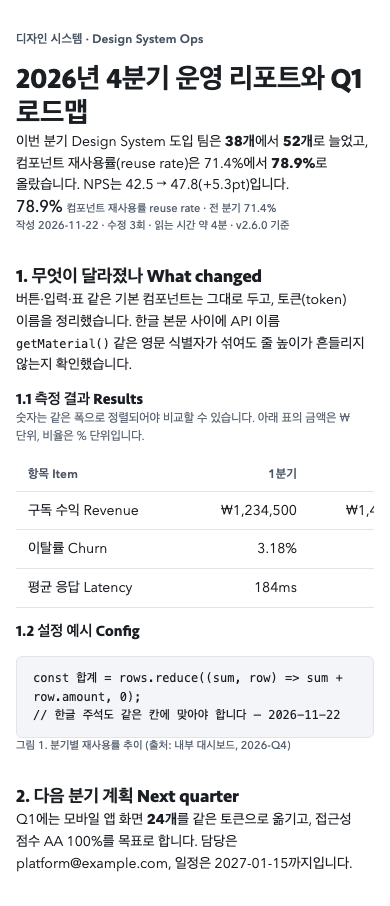 디자인 시스템 · Design System Ops
2026년 4분기 운영 리포트와 Q1
로드맵
이번 분기 Design System 도입 팀은 38개에서 52개로 늘었고,
컴포넌트 재사용률(reuse rate)은 71.4%에서 78.9%로
올랐습니다. NPS는 42.5 → 47.8(+5.3pt)입니다.
78.9% 컴포넌트 재사용률 reuse rate · 전 분기 71.4%
작성 2026-11-22 · 수정 3회 · 읽는 시간 약 4분 · v2.6.0 기준
1. 무엇이 달라졌나 What changed
버튼·입력·표 같은 기본 컴포넌트는 그대로 두고, 토큰(token)
이름을 정리했습니다. 한글 본문 사이에 API 이름
getMaterial() 같은 영문 식별자가 섞여도 줄 높이가 흔들리지
않는지 확인했습니다.
1.1 측정 결과 Results
숫자는 같은 폭으로 정렬되어야 비교할 수 있습니다. 아래 표의 금액은 ₩
단위, 비율은 % 단위입니다.
항목 Item 1분기
구독 수익 Revenue ₩1,234,500 ₩1,4
이탈률 Churn 3.18%
평균 응답 Latency 184ms
1.2 설정 예시 Config
const 합계 = rows.reduce((sum, row) => sum +
row.amount, 0);
// 한글 주석도 같은 칸에 맞아야 합니다 — 2026-11-22
그림 1. 분기별 재사용률 추이 (출처: 내부 대시보드, 2026-Q4)
2. 다음 분기 계획 Next quarter
Q1에는 모바일 앱 화면 24개를 같은 토큰으로 옮기고, 접근성
점수 AA 100%를 목표로 합니다. 담당은
platform@example.com, 일정은 2027-01-15까지입니다.